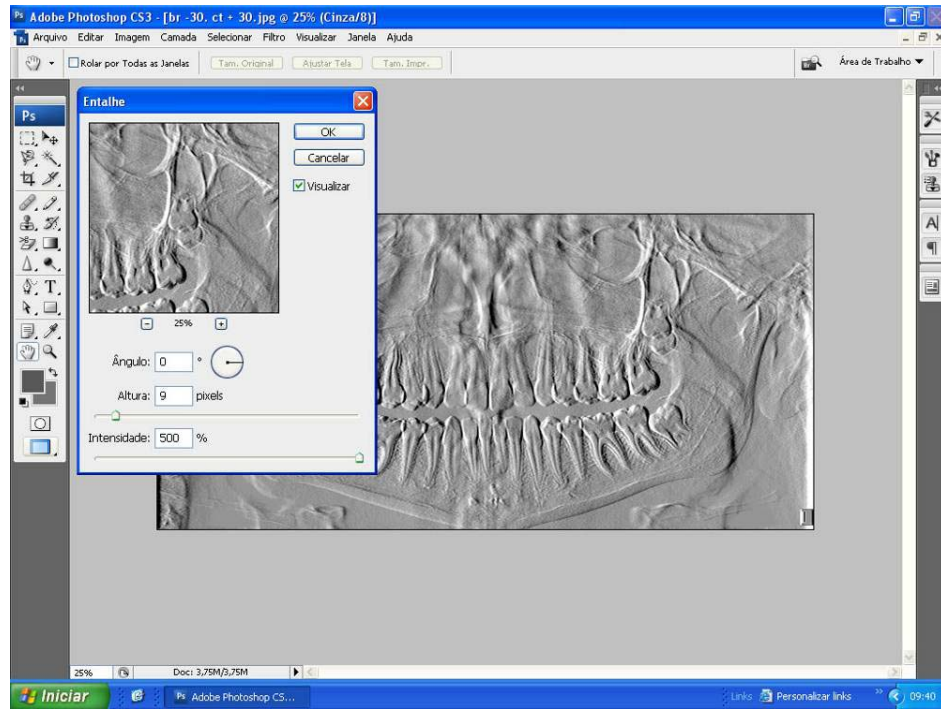 Adobe Photoshop CS3 - [br -30. ct + 30.jpg @ 25% (Cinza/8)]
Arquivo Editar Imagem Camada Selecionar Filtro Visualizar Janela Ajuda
Rolar por Todas as Janelas Tam. Original Ajustar Tela Tam. Impr. Área de Trabalho
Entalhe
Ps
OK
Cancelar
Visualizar
25%
Ângulo: 0 °
Altura: 9 pixels
Intensidade: 500 %
25% Doc: 3,75M/3,75M
Iniciar Ps Adobe Photoshop CS... Links Personalizar links 09:40